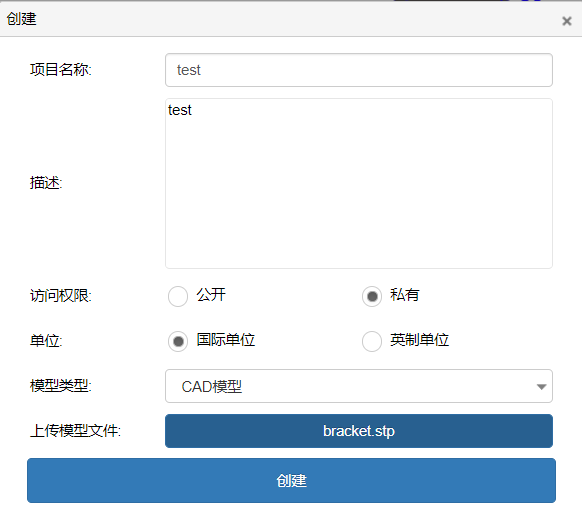 创建
×
项目名称: test
test
描述:
访问权限: 公开 私有
单位: 国际单位 英制单位
模型类型: CAD模型
上传模型文件: bracket.stp
创建